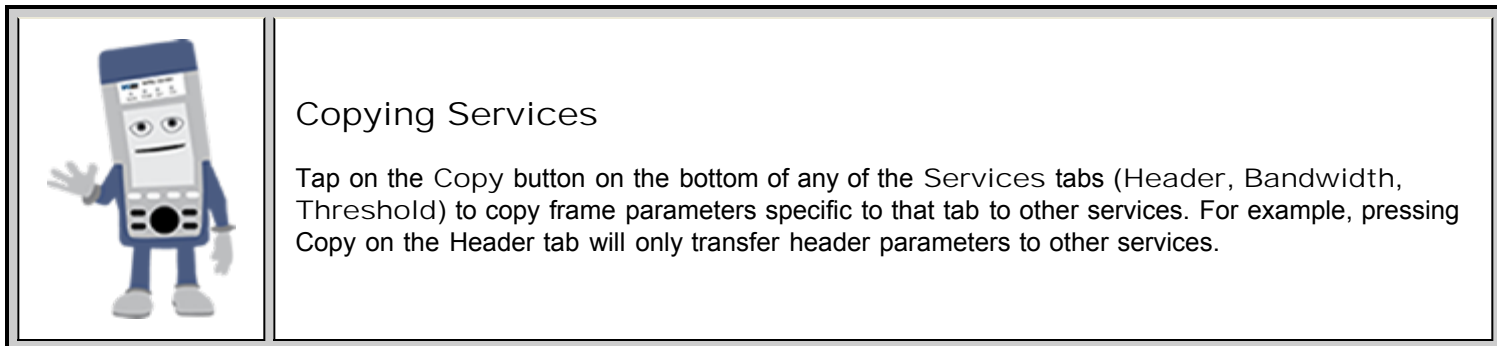 Copying Services
Tap on the Copy button on the bottom of any of the Services tabs (Header, Bandwidth,
Threshold) to copy frame parameters specific to that tab to other services. For example, pressing
Copy on the Header tab will only transfer header parameters to other services.